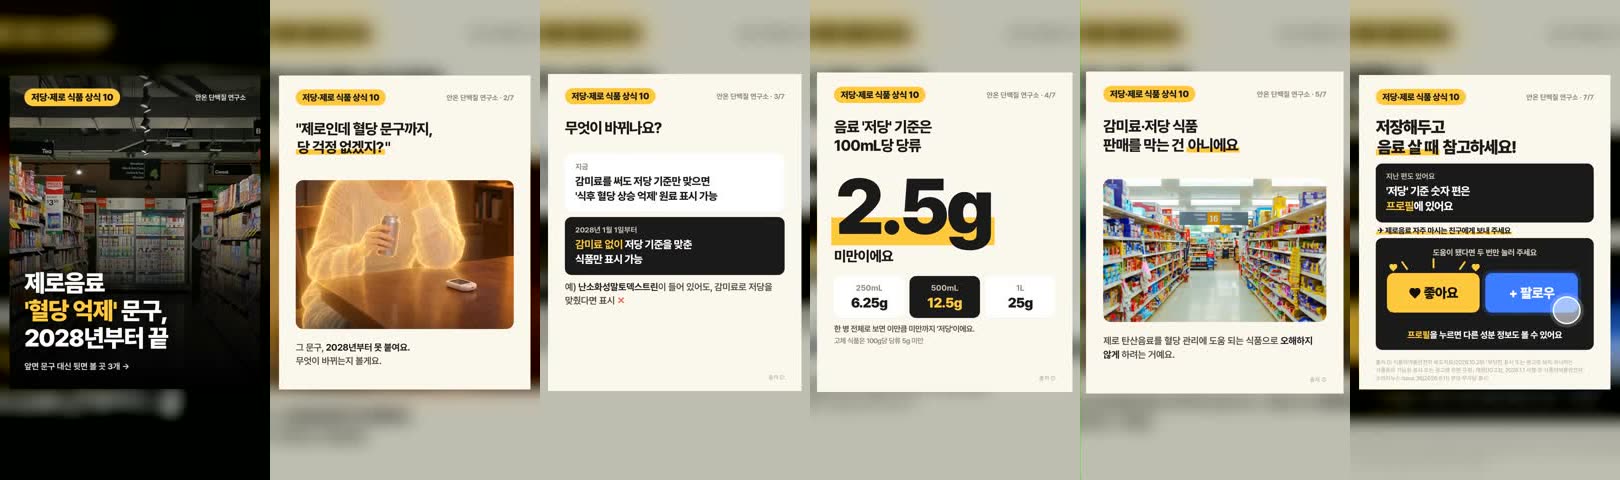 저당·제로 식품 상식 10
안온 단백질 연구소
제로음료
'혈당 억제' 문구,
2028년부터 끝
앞면 문구 대신 뒷면 볼 곳 3개 →
저당·제로 식품 상식 10
안온 단백질 연구소 · 2/7
"제로인데 혈당 문구까지,
당 걱정 없겠지?"
그 문구, 2028년부터 못 붙여요.
무엇이 바뀌는지 볼게요.
저당·제로 식품 상식 10
안온 단백질 연구소 · 3/7
무엇이 바뀌나요?
지금
감미료를 써도 저당 기준만 맞으면
'식후 혈당 상승 억제' 원료 표시 가능
2028년 1월 1일부터
감미료 없이 저당 기준을 맞춘
식품만 표시 가능
예) 난소화성말토덱스트린이 들어 있어도, 감미료로 저당을
맞췄다면 표시 ✕
출처 ⓓ
저당·제로 식품 상식 10
안온 단백질 연구소 · 4/7
음료 '저당' 기준은
100mL당 당류
2.5g
미만이에요
250mL
6.25g
500mL
12.5g
1L
25g
한 병 전체로 보면 이만큼 미만까지 '저당'이에요.
고체 식품은 100g당 당류 5g 미만
저당·제로 식품 상식 10
안온 단백질 연구소 · 5/7
감미료·저당 식품
판매를 막는 건 아니에요
제로 탄산음료를 혈당 관리에 도움 되는 식품으로 오해하지
않게 하려는 거예요.
저당·제로 식품 상식 10
안온 단백질 연구소 · 7/7
저장해두고
음료 살 때 참고하세요!
지난 편도 있어요
'저당' 기준 숫자 편은
프로필에 있어요
✈ 제로음료 자주 마시는 친구에게 보내 주세요
도움이 됐다면 두 번만 눌러 주세요
♥ 좋아요
+ 팔로우
프로필을 누르면 다른 성분 정보도 볼 수 있어요